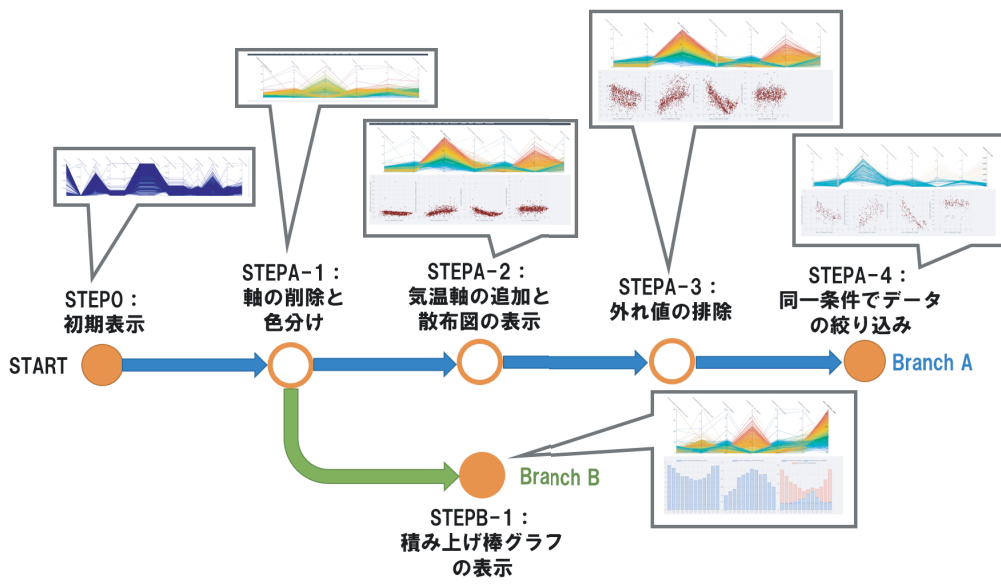 STEP0：
初期表示
STEPA-1：
軸の削除と
色分け
STEPA-2：
気温軸の追加と
散布図の表示
STEPA-3：
外れ値の排除
STEPA-4：
同一条件でデータ
の絞り込み
START
Branch A
Branch B
STEPB-1：
積み上げ棒グラフ
の表示